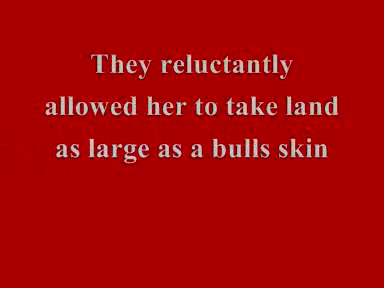 They reluctantly
allowed her to take land
as large as a bulls skin